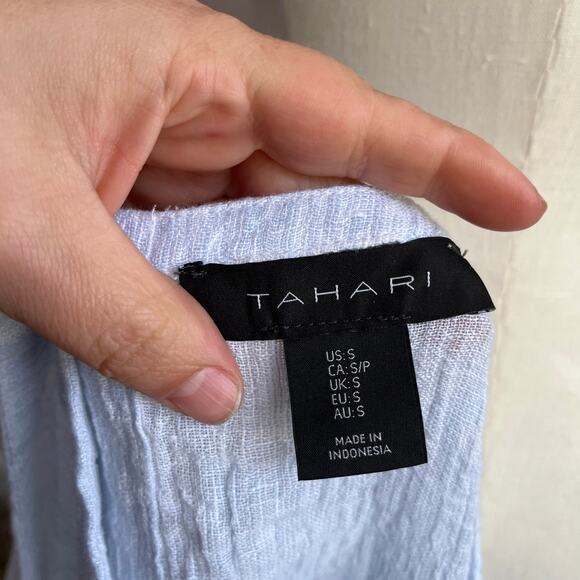 TAHARI
US: S
CA: S/P
UK: S
EU: S
AU: S
MADE IN
INDONESIA